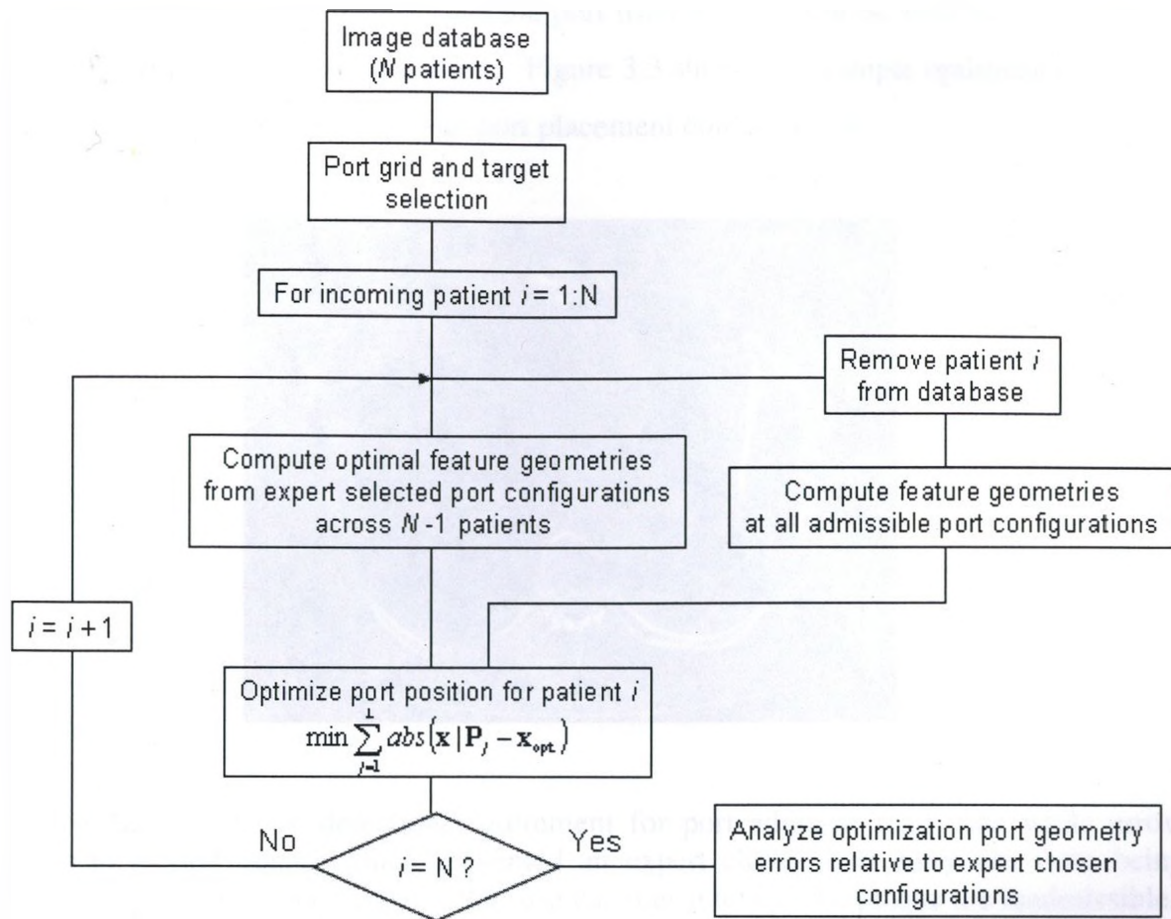 Image database
(N patients)
Port grid and target
selection
For incoming patient i = 1:N
Remove patient i
from database
Compute optimal feature geometries
from expert selected port configurations
across N-1 patients
Compute feature geometries
at all admissible port configurations
i = i + 1
Optimize port position for patient i
min ∑ abs(x | P_j − x_opt)
j=1
No
i = N ?
Yes
Analyze optimization port geometry
errors relative to expert chosen
configurations